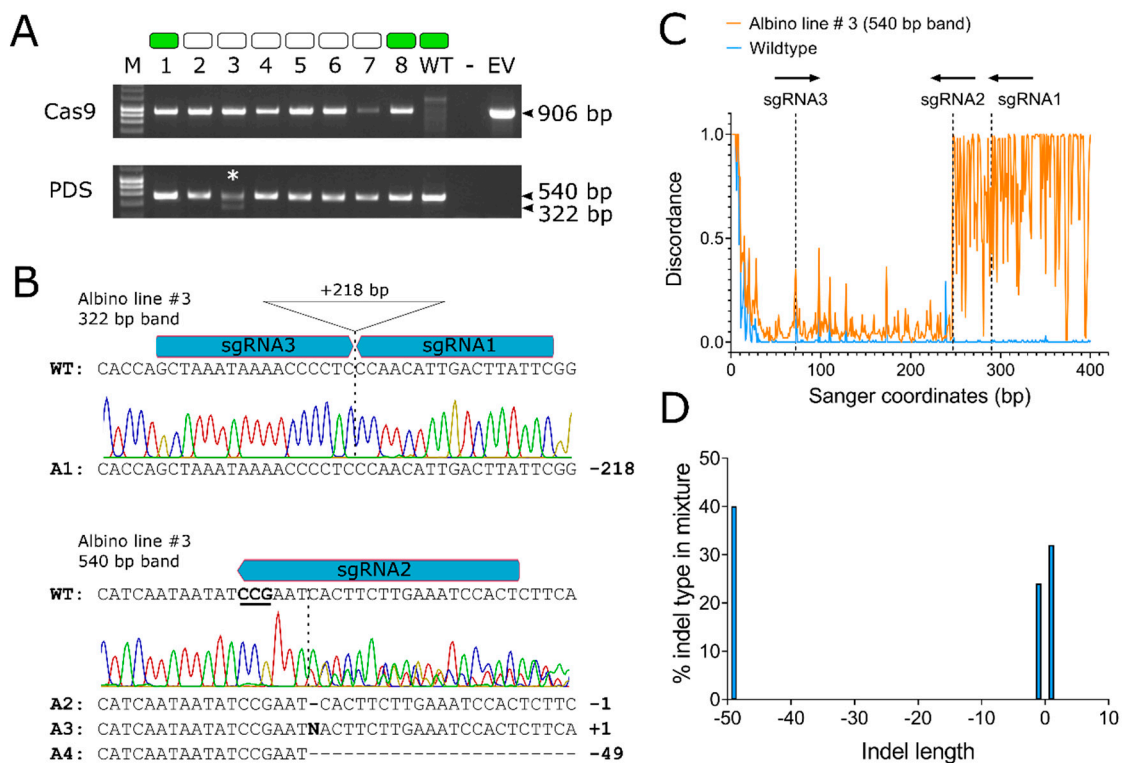 A
M 1 2 3 4 5 6 7 8 WT - EV
Cas9
906 bp
PDS
*
540 bp
322 bp
B
Albino line #3
322 bp band
+218 bp
sgRNA3 sgRNA1
WT: CACCAGCTAAATAAAACCCCTCCCAACATTGACTTATTCGG
A1: CACCAGCTAAATAAAACCCCTCCCAACATTGACTTATTCGG -218
Albino line #3
540 bp band
sgRNA2
WT: CATCAATAATATCCGAATCACTTCTTGAAATCCACTCTTCA
A2: CATCAATAATATCCGAAT-CACTTCTTGAAATCCACTCTTC -1
A3: CATCAATAATATCCGAATNACTTCTTGAAATCCACTCTTCA +1
A4: CATCAATAATATCCGAAT----------------------- -49
C
Albino line # 3 (540 bp band)
Wildtype
sgRNA3 sgRNA2 sgRNA1
Discordance
1.0
0.5
0.0
0 100 200 300 400
Sanger coordinates (bp)
D
% indel type in mixture
50
40
30
20
10
0
-50 -40 -30 -20 -10 0 10
Indel length